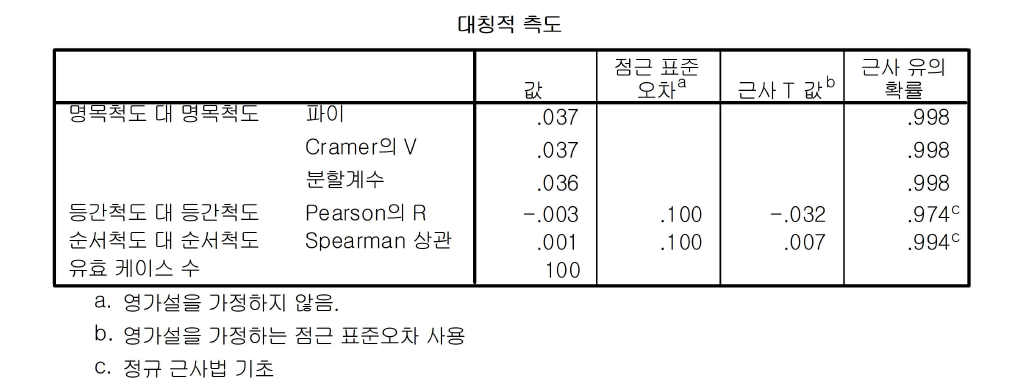 대칭적 측도
값 점근 표준 오차a 근사 T 값b 근사 유의 확률
명목척도 대 명목척도 파이 .037 .998
Cramer의 V .037 .998
분할계수 .036 .998
등간척도 대 등간척도 Pearson의 R -.003 .100 -.032 .974c
순서척도 대 순서척도 Spearman 상관 .001 .100 .007 .994c
유효 케이스 수 100
a. 영가설을 가정하지 않음.
b. 영가설을 가정하는 점근 표준오차 사용
c. 정규 근사법 기초